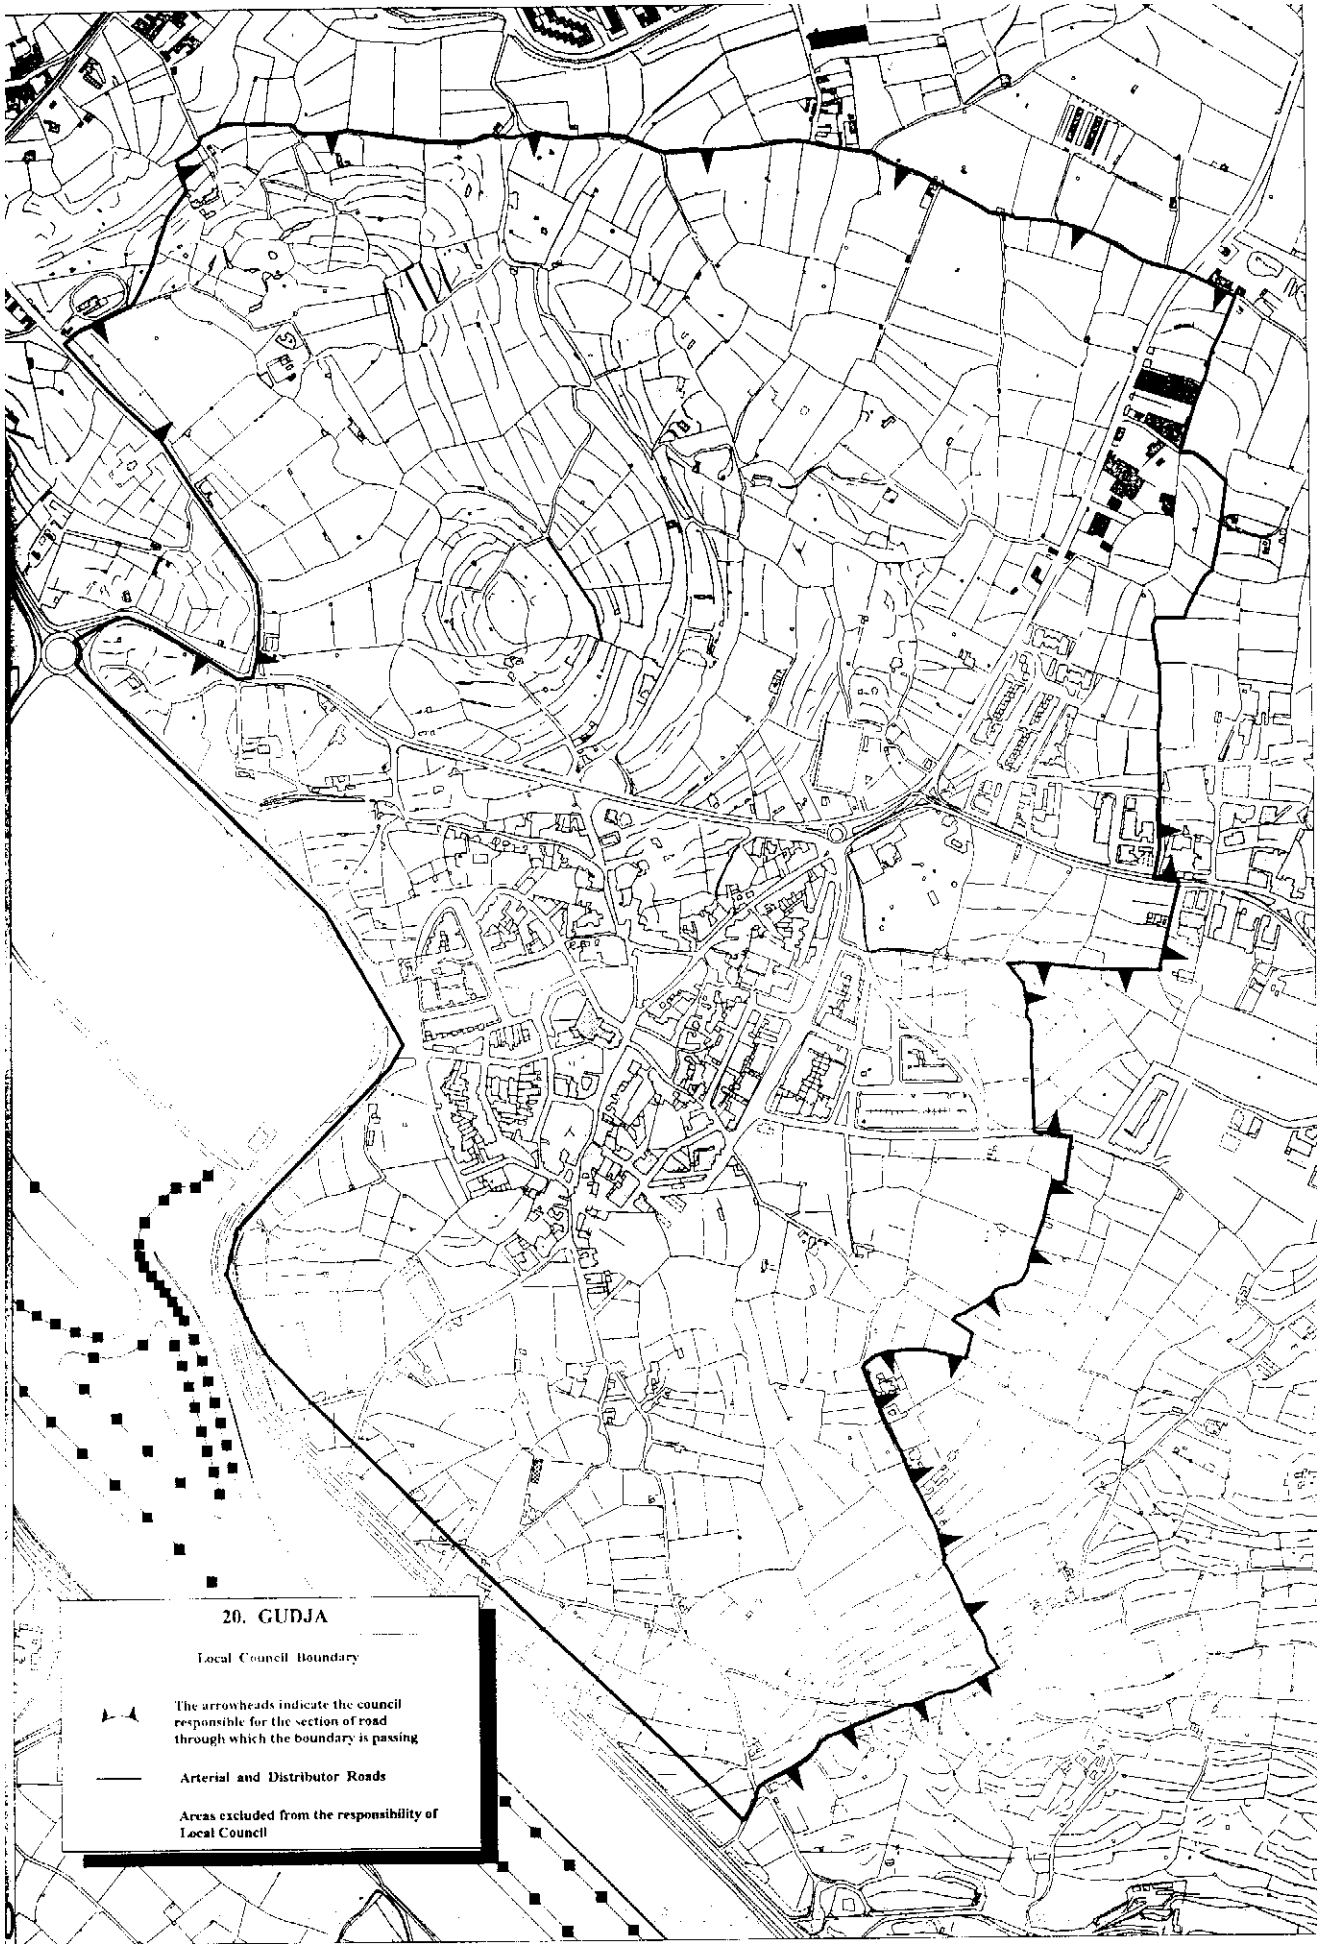 20. GUDJA
Local Council Boundary
The arrowheads indicate the council
responsible for the section of road
through which the boundary is passing
Arterial and Distributor Roads
Areas excluded from the responsibility of
Local Council